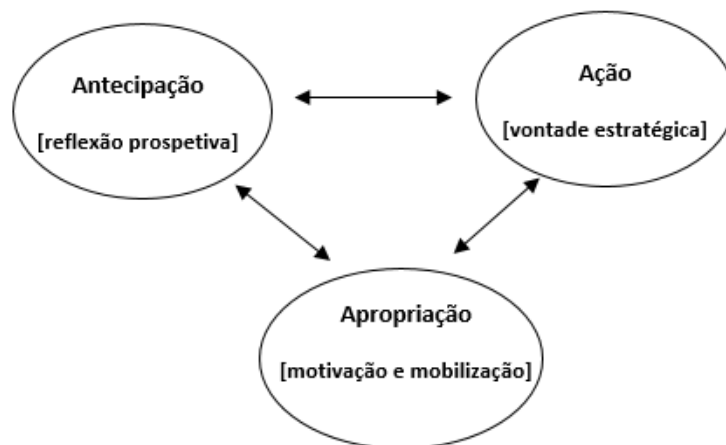 Antecipação
[reflexão prospetiva]
Ação
[vontade estratégica]
Apropriação
[motivação e mobilização]